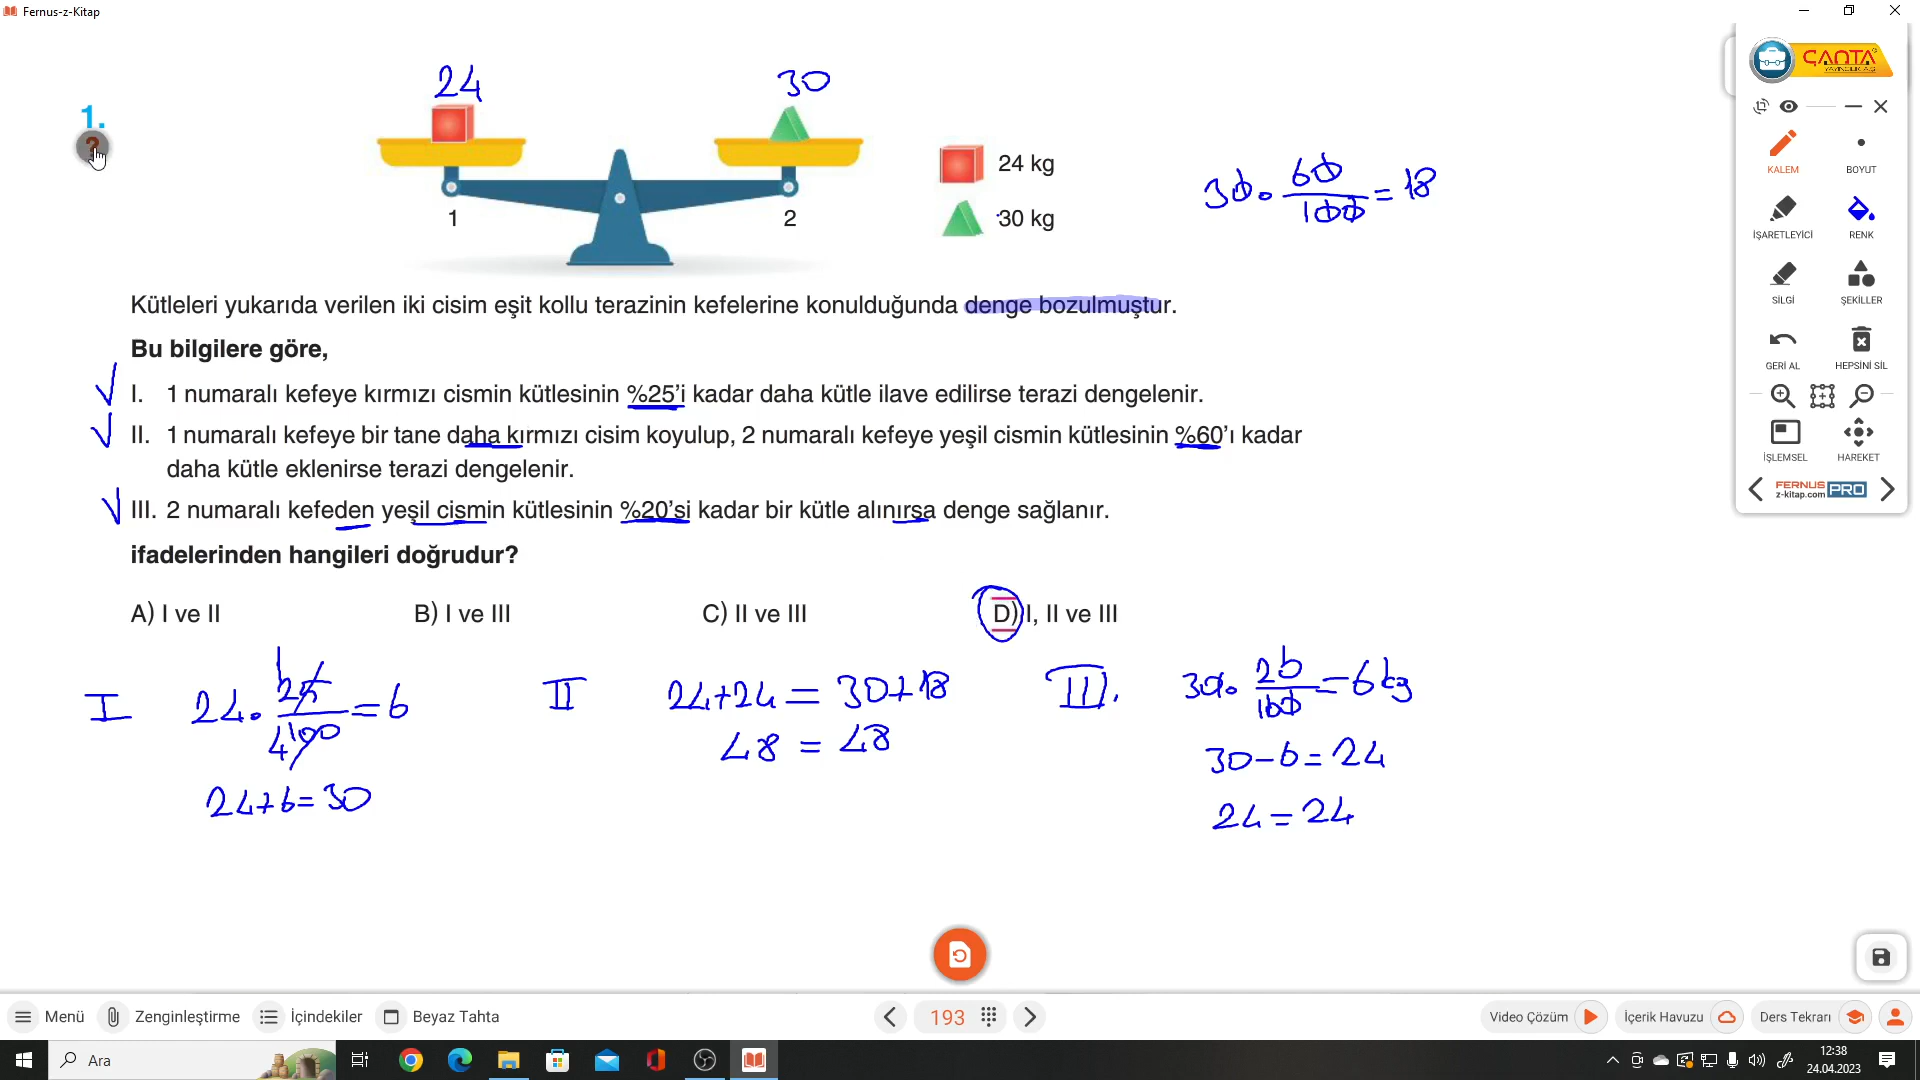 Fernus-z-Kitap
24
30
1.
?
1
2
24 kg
30 kg
30 · 60/100 = 18
Kütleleri yukarıda verilen iki cisim eşit kollu terazinin kefelerine konulduğunda denge bozulmuştur.
Bu bilgilere göre,
I. 1 numaralı kefeye kırmızı cismin kütlesinin %25'i kadar daha kütle ilave edilirse terazi dengelenir.
II. 1 numaralı kefeye bir tane daha kırmızı cisim koyulup, 2 numaralı kefeye yeşil cismin kütlesinin %60'ı kadar
daha kütle eklenirse terazi dengelenir.
III. 2 numaralı kefeden yeşil cismin kütlesinin %20'si kadar bir kütle alınırsa denge sağlanır.
ifadelerinden hangileri doğrudur?
A) I ve II
B) I ve III
C) II ve III
D) I, II ve III
I 24 · 25/100 = 6
1
4
24+6=30
II 24+24 = 30+18
48 = 48
III. 30 · 20/100 = 6kg
30-6=24
24=24
ÇANTA
YAYINCILIK A.Ş.
KALEM
BOYUT
İŞARETLEYİCİ
RENK
SİLGİ
ŞEKİLLER
GERİ AL
HEPSİNİ SİL
İŞLEMSEL
HAREKET
FERNUS
z-kitap.com PRO
Menü
Zenginleştirme
İçindekiler
Beyaz Tahta
193
Video Çözüm
İçerik Havuzu
Ders Tekrarı
Ara
12:38
24.04.2023